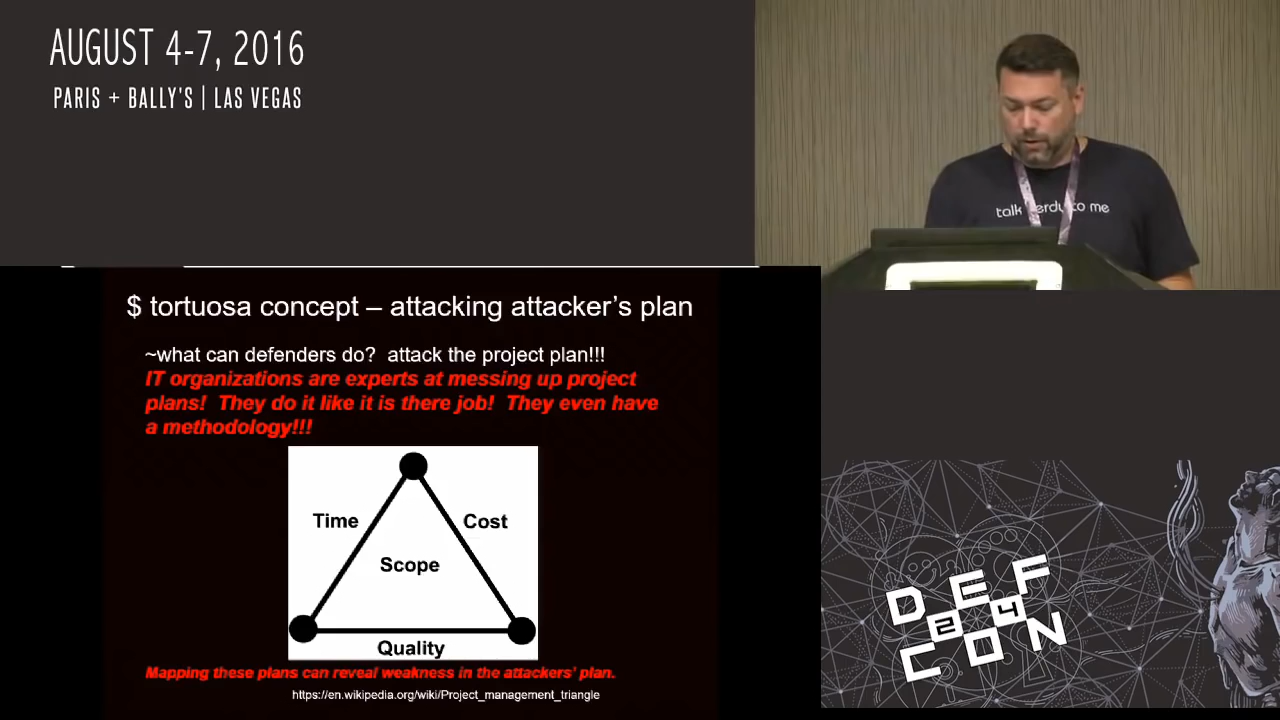 AUGUST 4-7, 2016
PARIS + BALLY'S | LAS VEGAS
talk nerdy to me
$ tortuosa concept – attacking attacker's plan
~what can defenders do?  attack the project plan!!!
IT organizations are experts at messing up project
plans!  They do it like it is there job!  They even have
a methodology!!!
Time
Cost
Scope
Quality
Mapping these plans can reveal weakness in the attackers' plan.
https://en.wikipedia.org/wiki/Project_management_triangle
DEF
24
CON